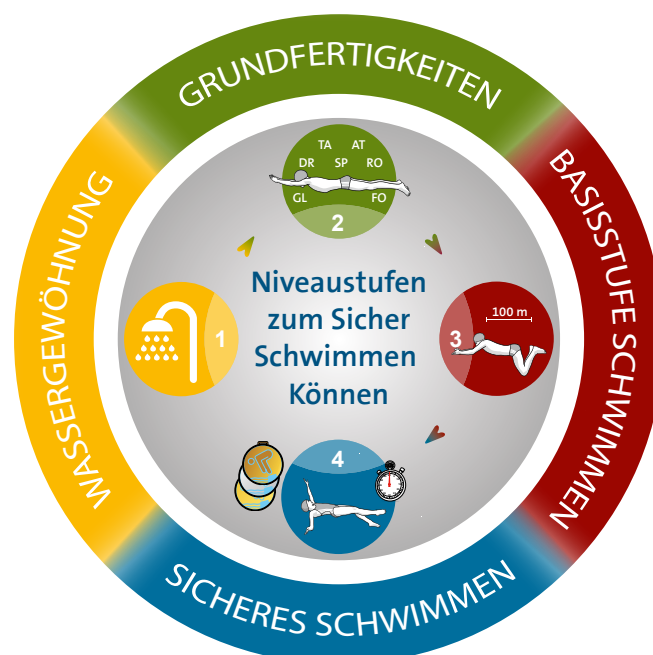 GRUNDFERTIGKEITEN
TA AT
DR SP RO
GL FO
2
WASSERGEWÖHNUNG
1
Niveaustufen
zum Sicher
Schwimmen
Können
100 m
3
BASISSTUFE SCHWIMMEN
4
SICHERES SCHWIMMEN